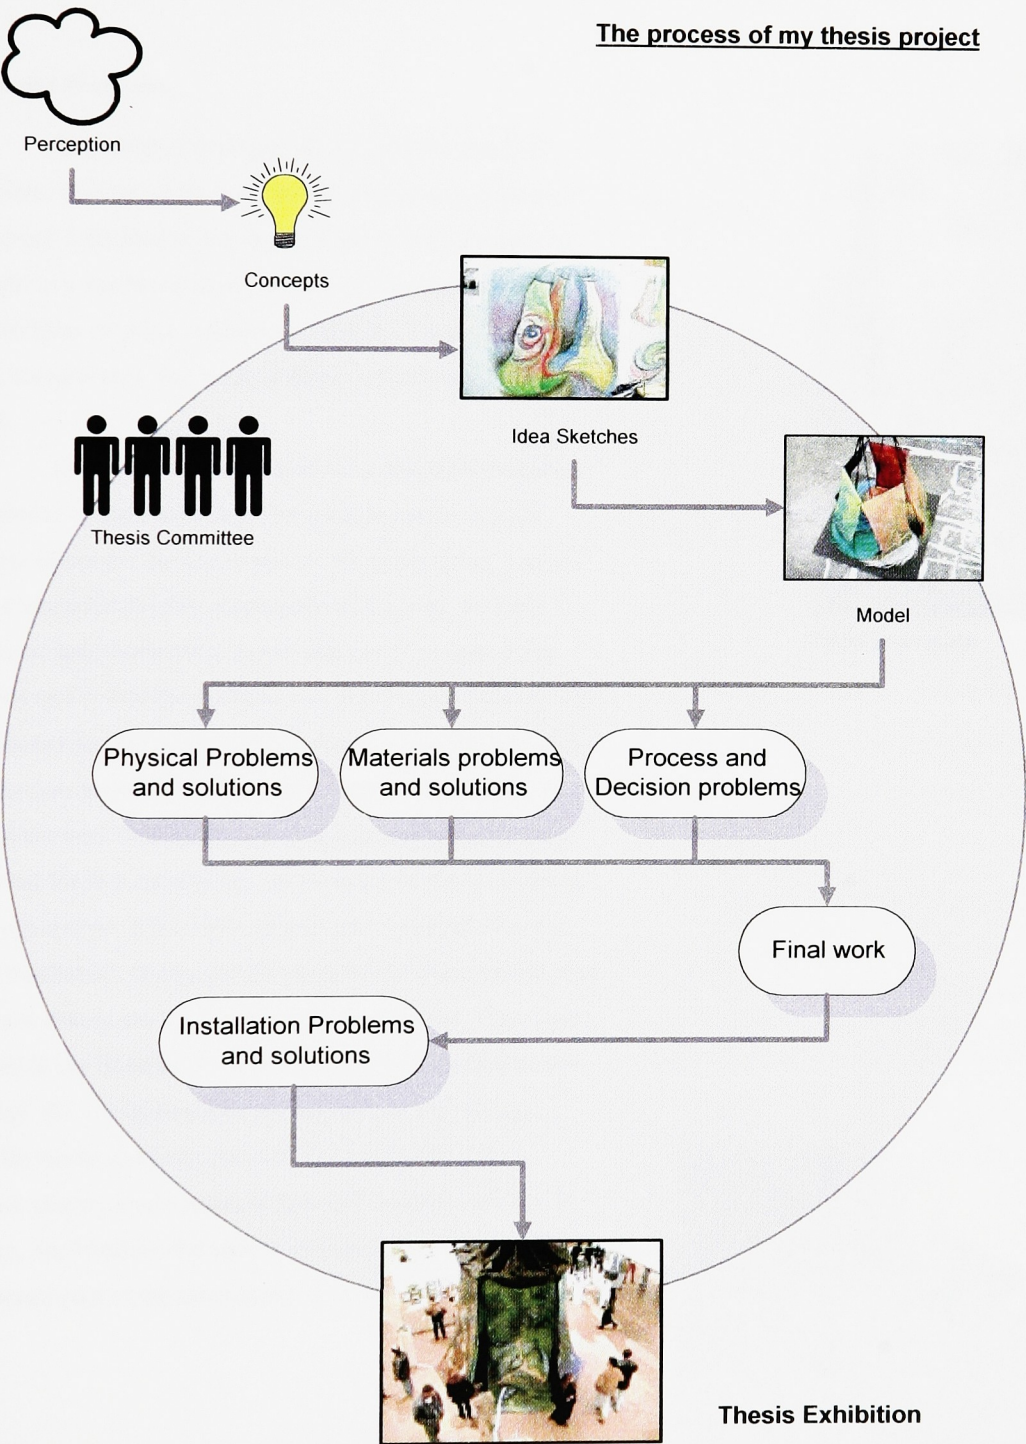 The process of my thesis project
Perception
Concepts
Idea Sketches
Thesis Committee
Model
Physical Problems
and solutions
Materials problems
and solutions
Process and
Decision problems
Final work
Installation Problems
and solutions
Thesis Exhibition